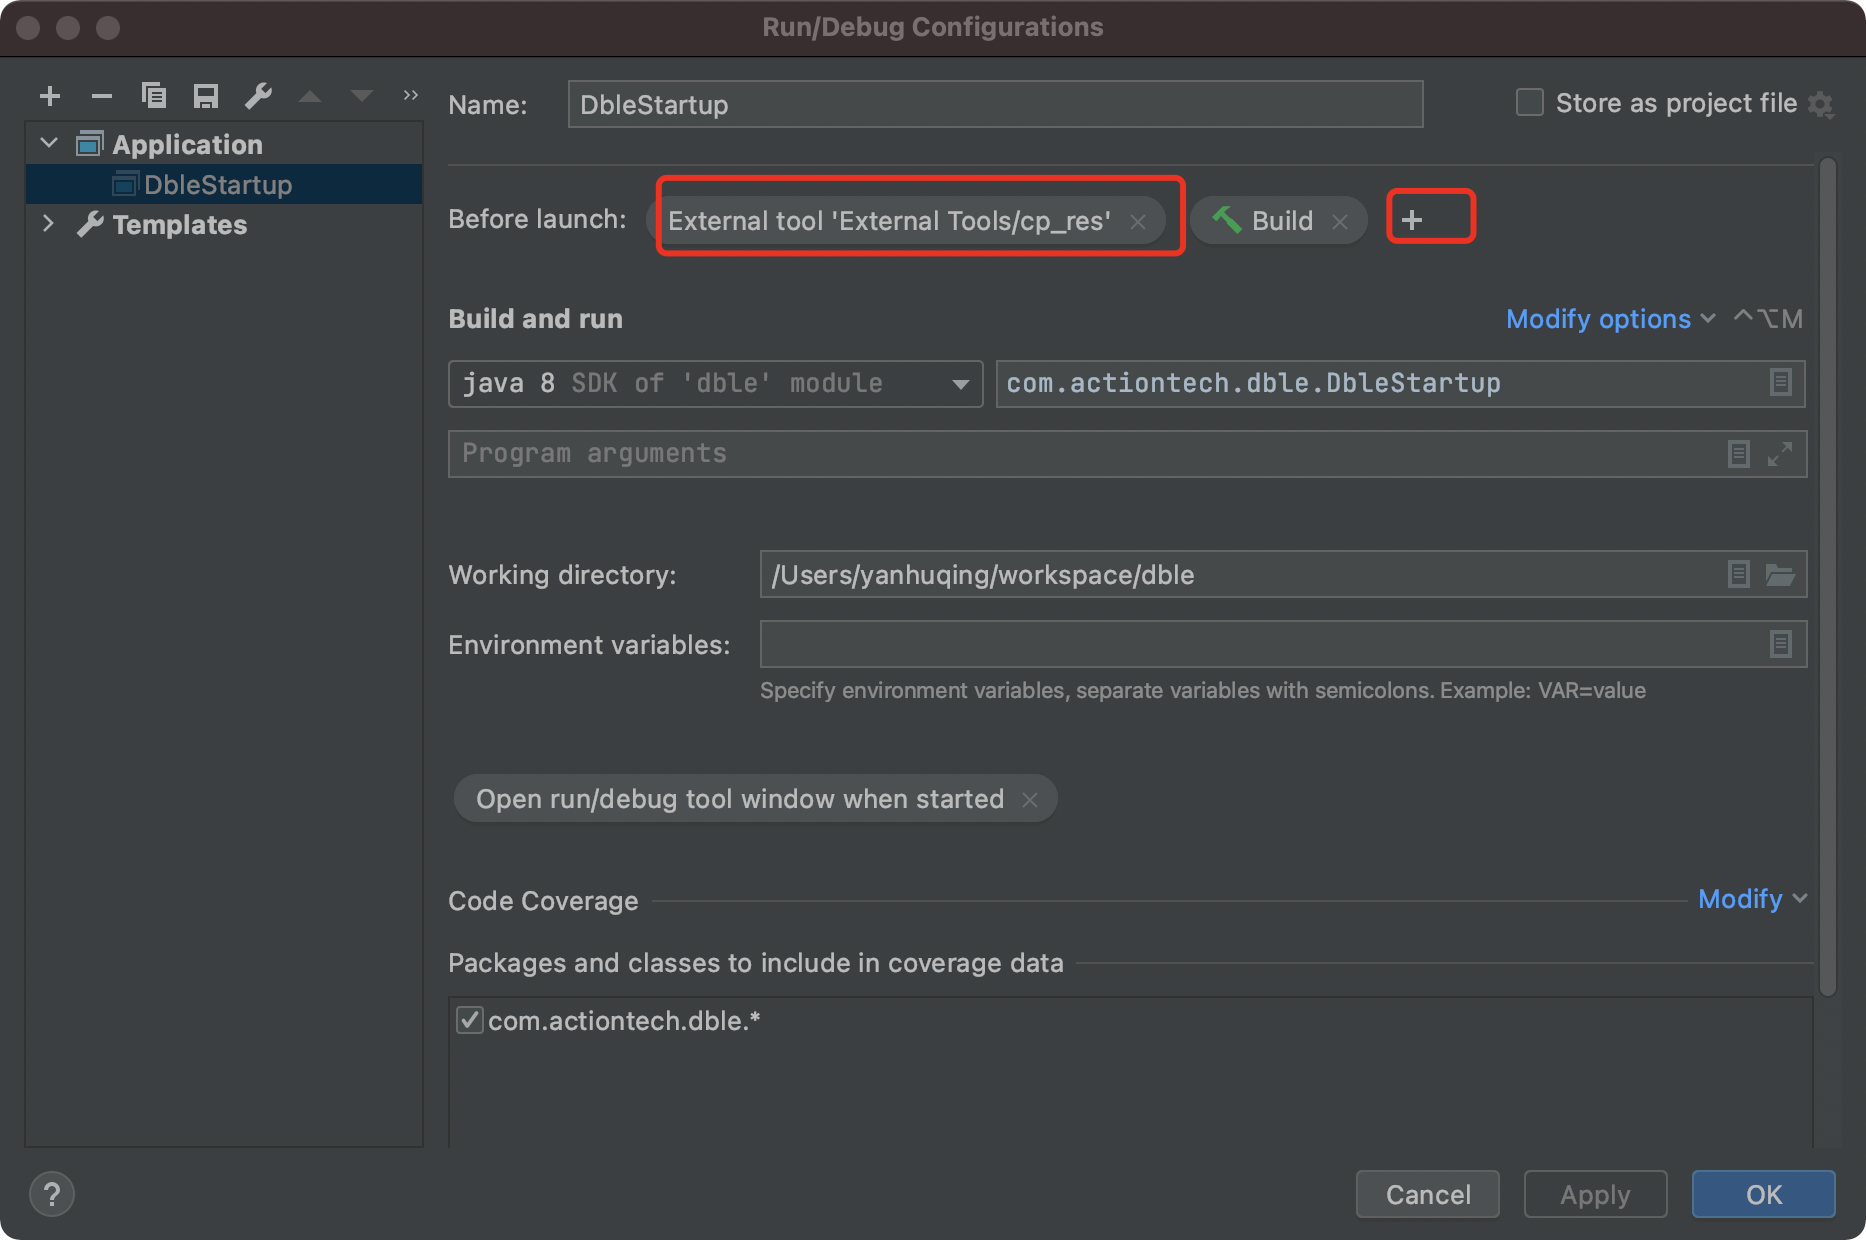 Run/Debug Configurations
Name: DbleStartup
Store as project file
Application
DbleStartup
Templates
Before launch: External tool 'External Tools/cp_res' Build
Build and run
Modify options ⌃⌥M
java 8 SDK of 'dble' module
com.actiontech.dble.DbleStartup
Program arguments
Working directory: /Users/yanhuqing/workspace/dble
Environment variables:
Specify environment variables, separate variables with semicolons. Example: VAR=value
Open run/debug tool window when started
Code Coverage
Modify
Packages and classes to include in coverage data
com.actiontech.dble.*
?
Cancel
Apply
OK